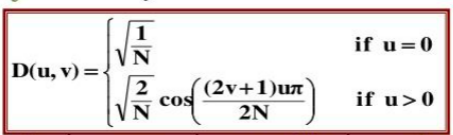 D(u, v) = { √(1/N) if u = 0
√(2/N) cos((2v+1)uπ/2N) if u > 0